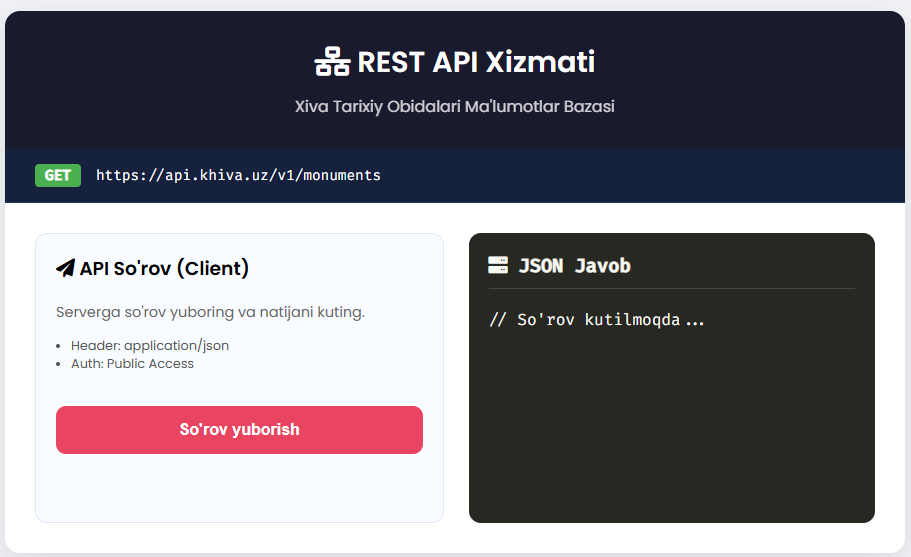 REST API Xizmati
Xiva Tarixiy Obidalari Ma'lumotlar Bazasi
GET https://api.khiva.uz/v1/monuments
API So'rov (Client)
Serverga so'rov yuboring va natijani kuting.
• Header: application/json
• Auth: Public Access
So'rov yuborish
JSON Javob
// So'rov kutilmoqda...